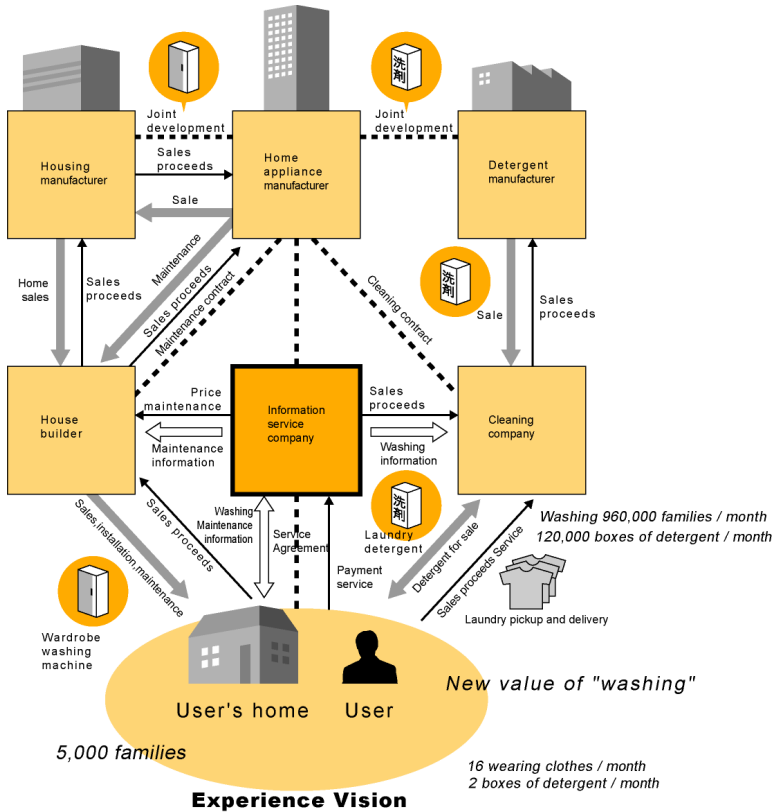 洗剤
Joint
development
Joint
development
Housing
manufacturer
Sales
proceeds
Home
appliance
manufacturer
Detergent
manufacturer
Sale
Maintenance
Sales proceeds
Maintenance contract
Cleaning contract
Home
sales
Sales
proceeds
洗剤
Sale
Sales
proceeds
House
builder
Price
maintenance
Maintenance
information
Information
service
company
Sales
proceeds
Washing
information
Cleaning
company
Sales,installation,maintenance
Sales proceeds
Washing
Maintenance
information
Service
Agreement
Payment
service
洗剤
Laundry
detergent
Detergent for sale
Sales proceeds Service
Washing 960,000 families / month
120,000 boxes of detergent / month
Laundry pickup and delivery
Wardrobe
washing
machine
User's home
User
New value of "washing"
5,000 families
16 wearing clothes / month
2 boxes of detergent / month
Experience Vision